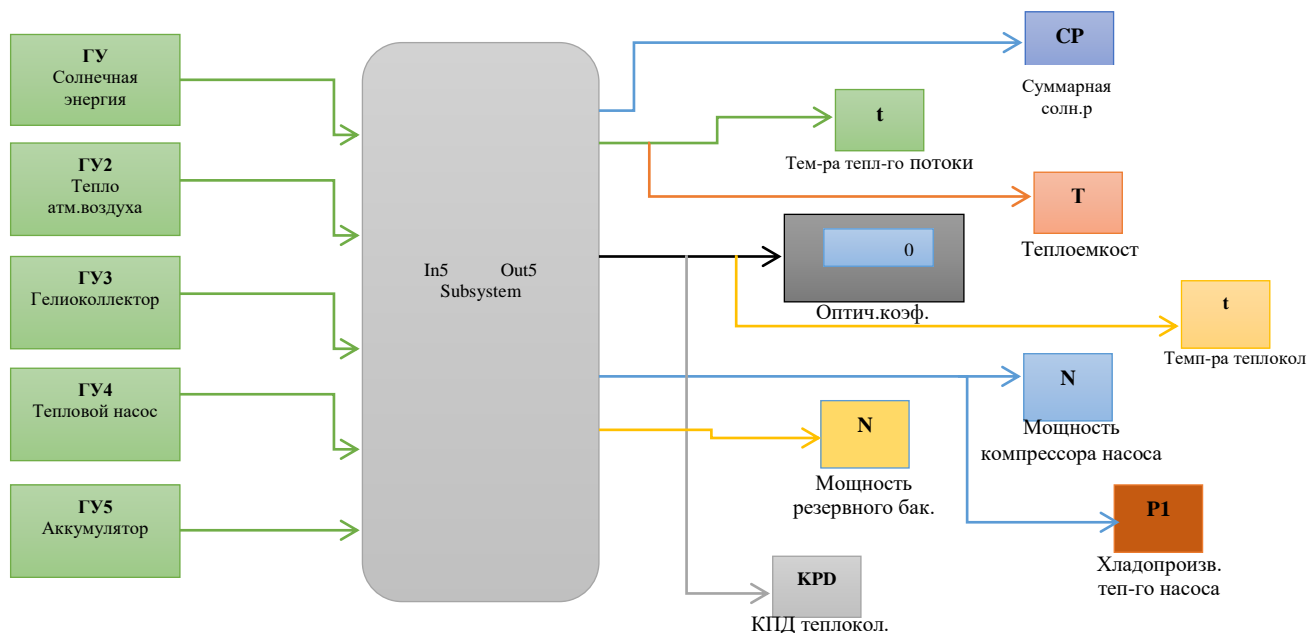 ГУ
Солнечная
энергия
ГУ2
Тепло
атм.воздуха
ГУ3
Гелиоколлектор
ГУ4
Тепловой насос
ГУ5
Аккумулятор
In5 Out5
Subsystem
СР
Суммарная
солн.р
t
Тем-ра тепл-го потоки
T
Теплоемкост
0
Оптич.коэф.
t
Темп-ра теплокол
N
Мощность
компрессора насоса
N
Мощность
резервного бак.
P1
Хладопроизв.
теп-го насоса
KPD
КПД теплокол.